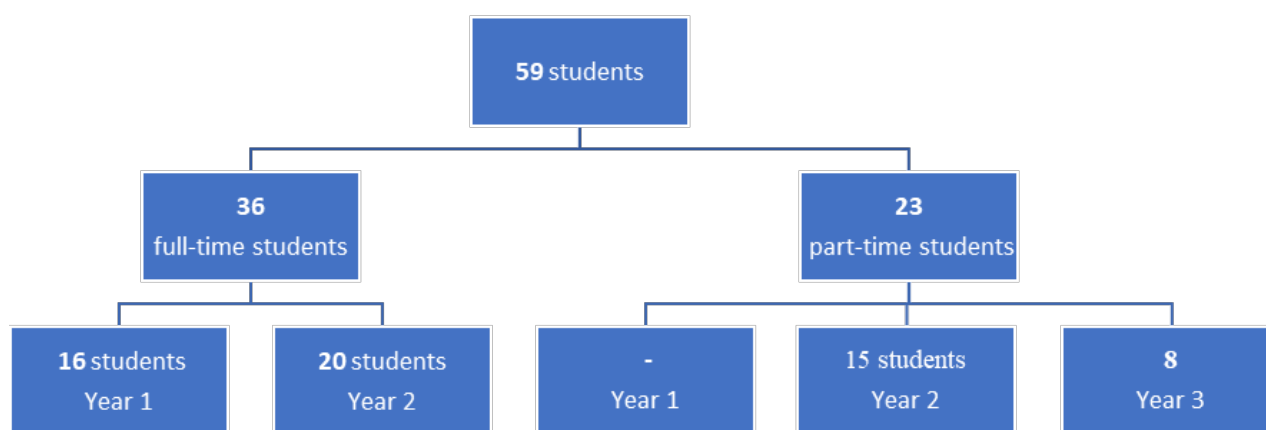 59 students
36
full-time students
23
part-time students
16 students
Year 1
20 students
Year 2
-
Year 1
15 students
Year 2
8
Year 3